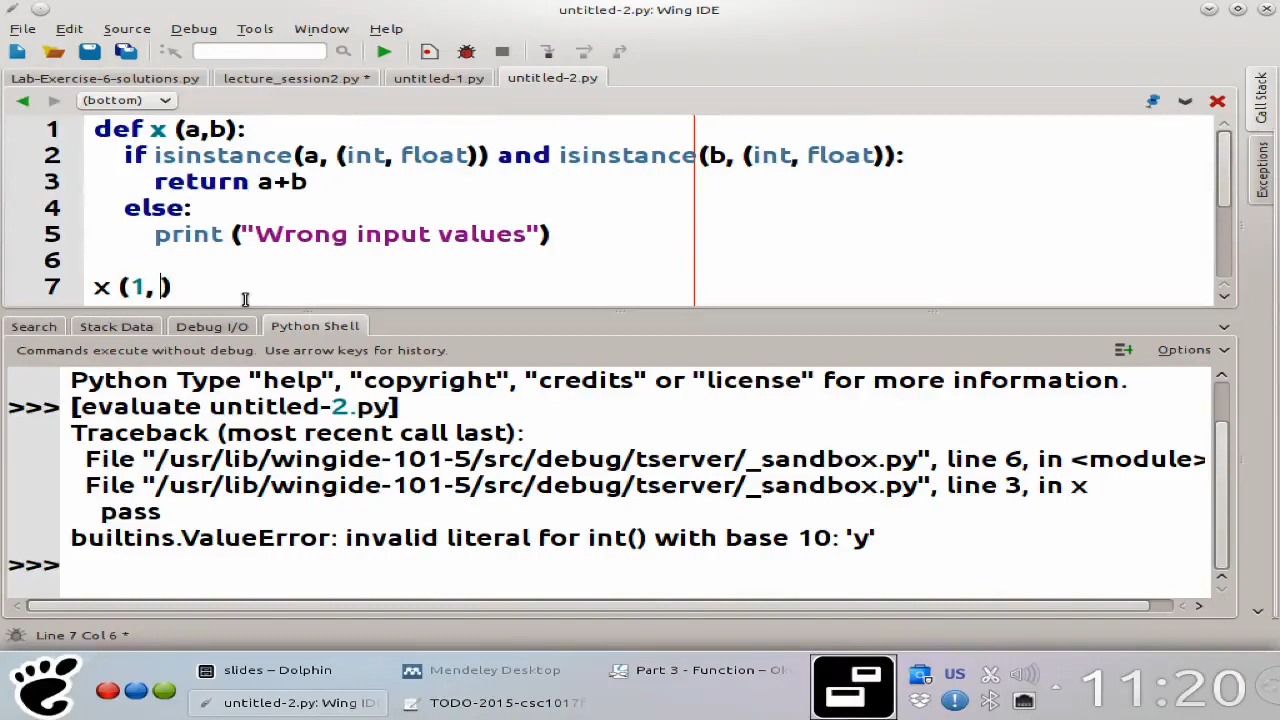 untitled-2.py: Wing IDE
File Edit Source Debug Tools Window Help
Lab-Exercise-6-solutions.py lecture_session2.py * untitled-1.py untitled-2.py
(bottom)
1 def x (a,b):
2 if isinstance(a, (int, float)) and isinstance(b, (int, float)):
3 return a+b
4 else:
5 print ("Wrong input values")
6
7 x (1, )
Call Stack
Exceptions
Search Stack Data Debug I/O Python Shell
Commands execute without debug. Use arrow keys for history. Options
Python Type "help", "copyright", "credits" or "license" for more information.
>>> [evaluate untitled-2.py]
Traceback (most recent call last):
File "/usr/lib/wingide-101-5/src/debug/tserver/_sandbox.py", line 6, in <module>
File "/usr/lib/wingide-101-5/src/debug/tserver/_sandbox.py", line 3, in x
pass
builtins.ValueError: invalid literal for int() with base 10: 'y'
>>>
Line 7 Col 6 *
slides – Dolphin Mendeley Desktop Part 3 - Function – Ok
untitled-2.py: Wing IDE TODO-2015-csc1017f
US
11:20